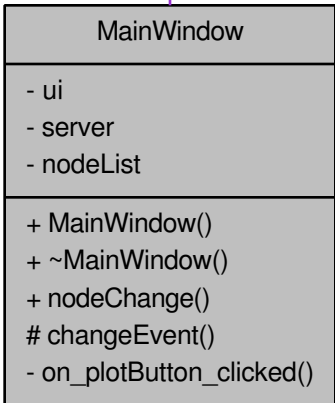 MainWindow
- ui
- server
- nodeList
+ MainWindow()
+ ~MainWindow()
+ nodeChange()
# changeEvent()
- on_plotButton_clicked()